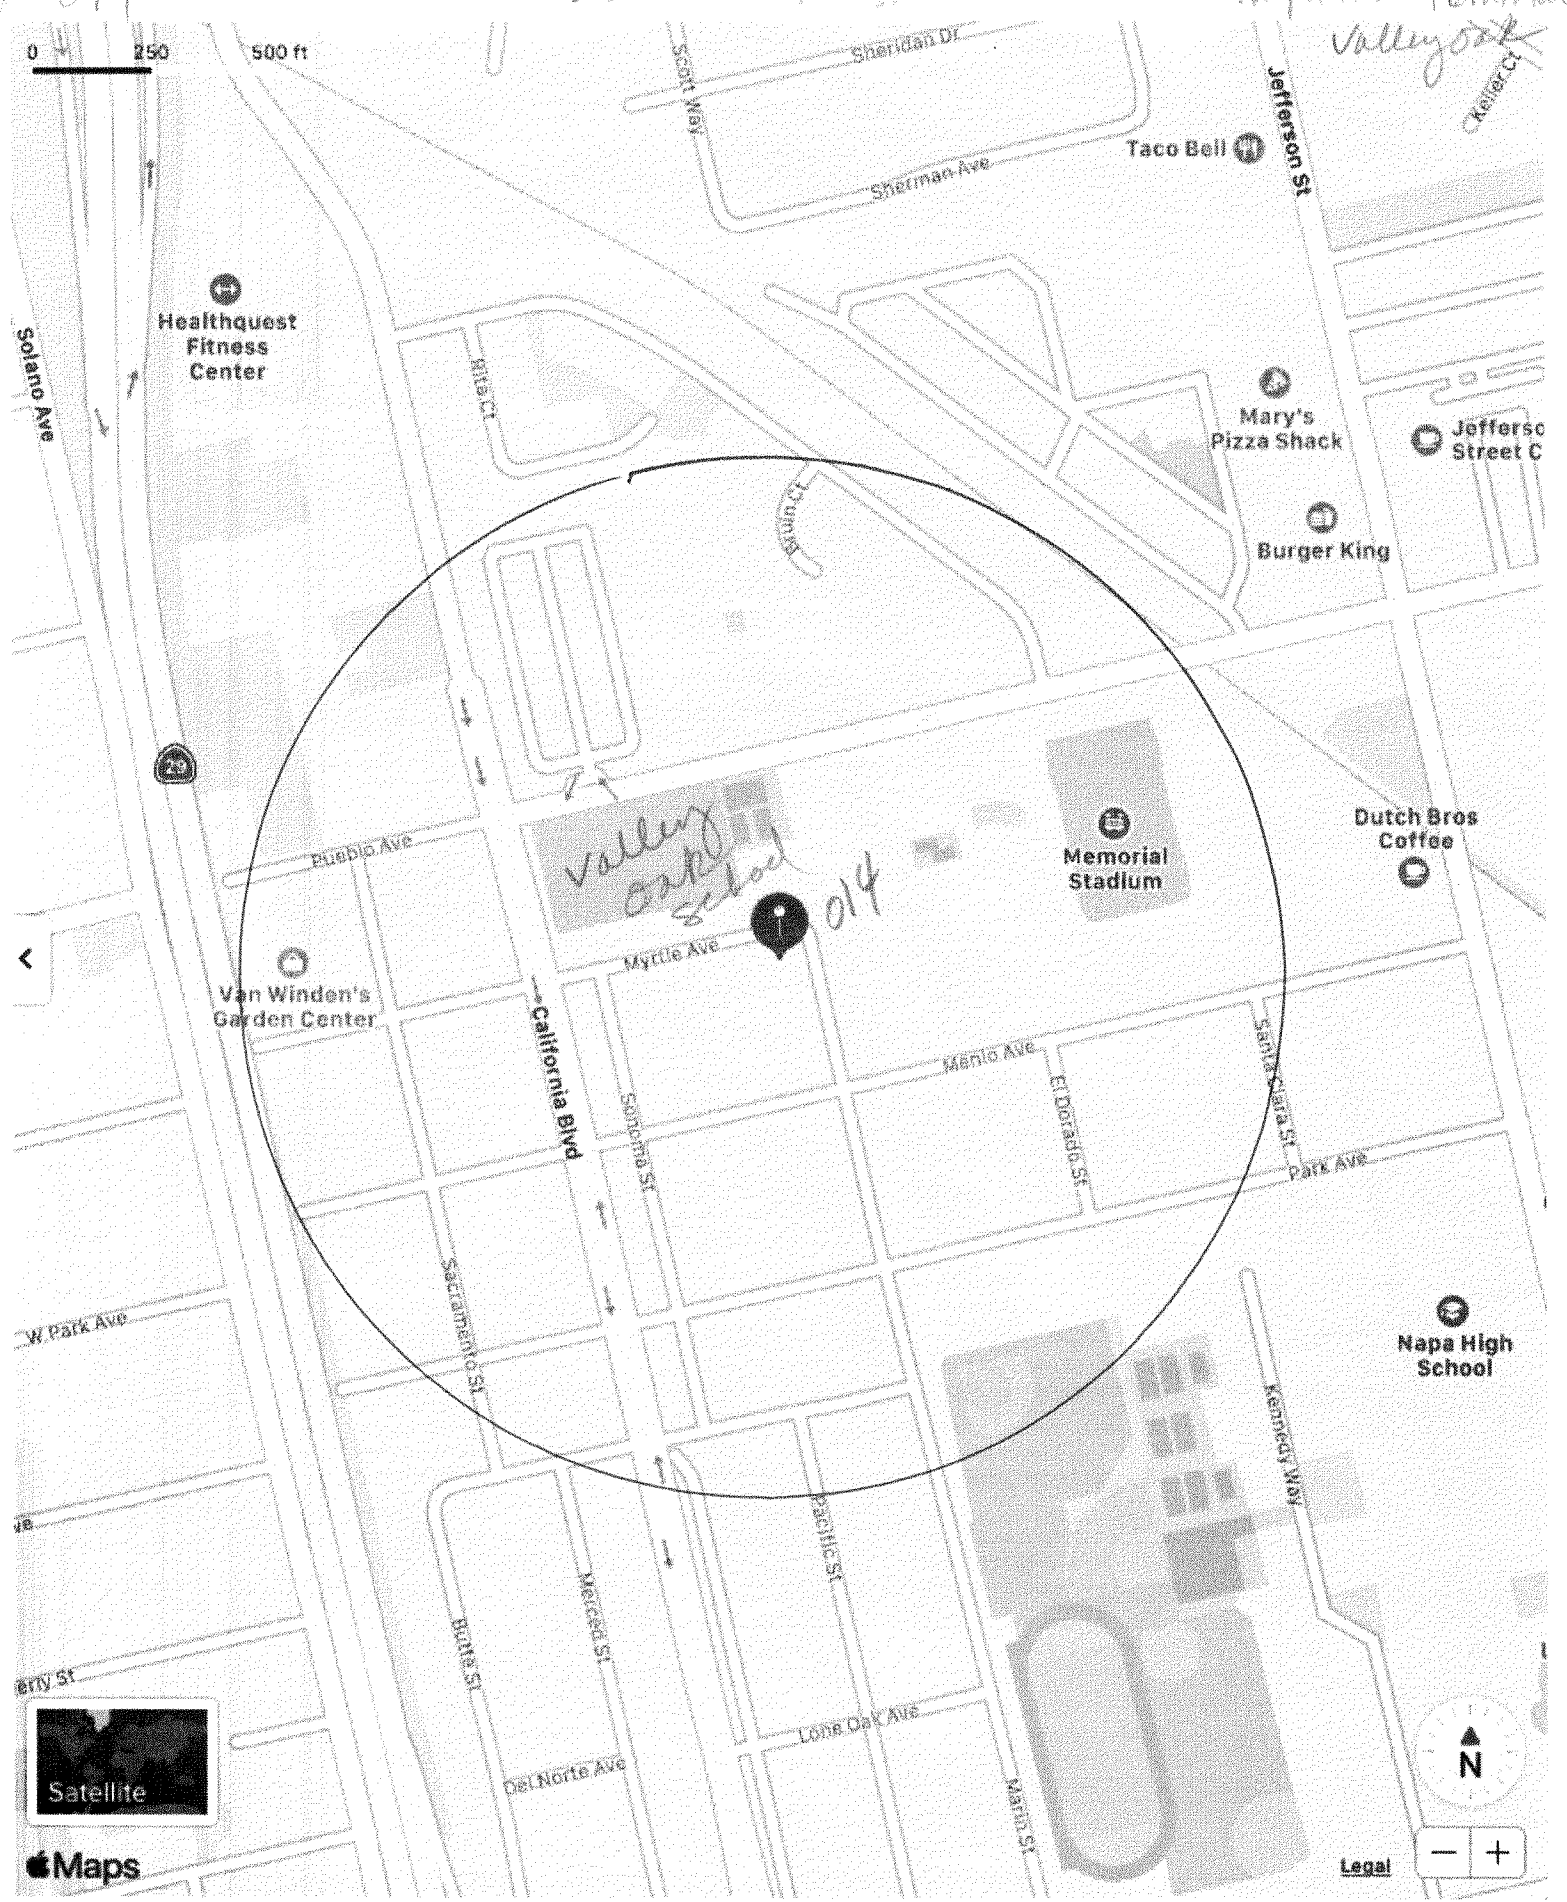 Valley oak
0 250 500 ft
Sheridan Dr
Scott Way
Keller Ct
Jefferson St
Taco Bell
Sherman Ave
Healthquest
Fitness
Center
Solano Ave
Rita Ct
Mary's
Pizza Shack
Jefferso
Street C
Burger King
29
Pueblo Ave
Valley
oak
School
014
Memorial
Stadium
Dutch Bros
Coffee
Myrtle Ave
Van Winden's
Garden Center
California Blvd
Menlo Ave
Santa Clara St
Sonoma St
El Dorado St
Park Ave
W Park Ave
Sacramento St
Napa High
School
Kennedy Way
Pacific St
Merced St
Butte St
erly St
Lone Oak Ave
Del Norte Ave
Marin St
Satellite
N
Maps
Legal